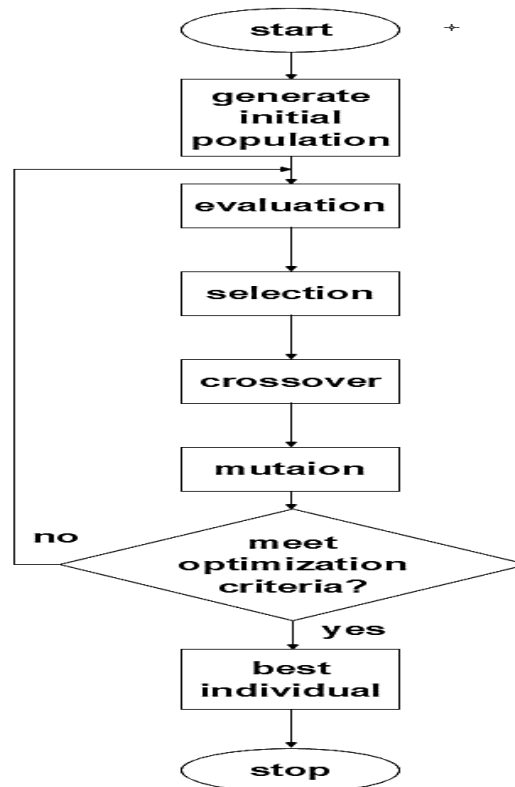 start
generate
initial
population
evaluation
selection
crossover
mutaion
no
meet
optimization
criteria?
yes
best
individual
stop